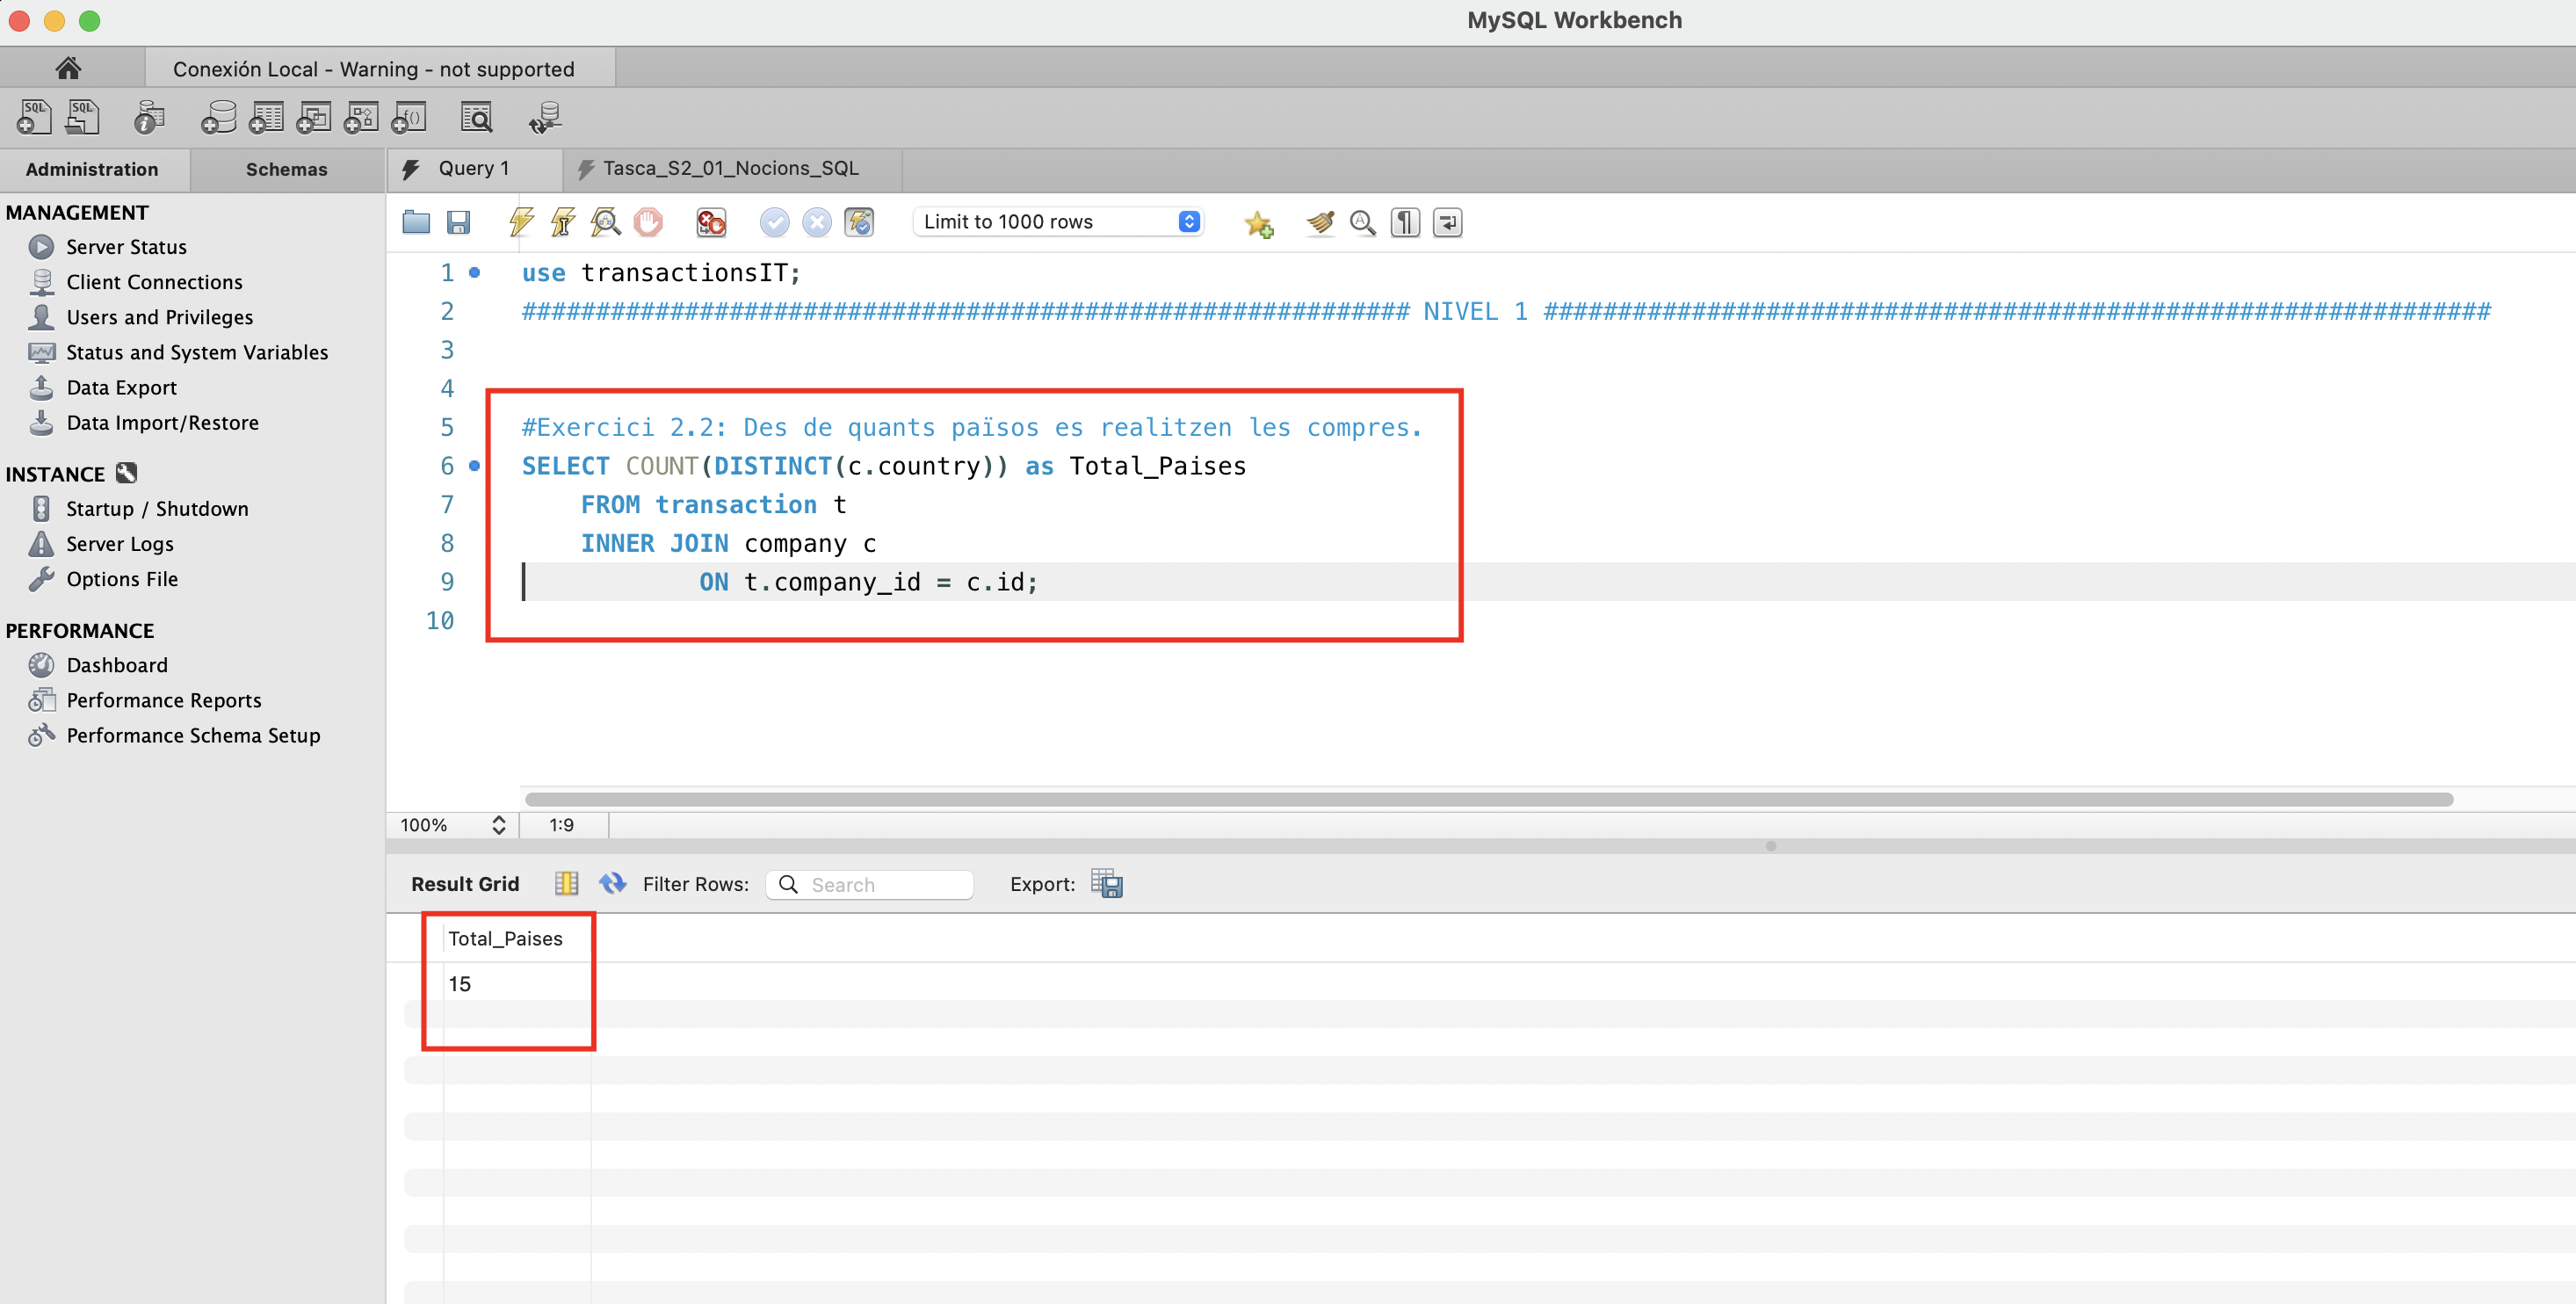 MySQL Workbench
Conexión Local - Warning - not supported
SQL SQL
Administration Schemas Query 1 Tasca_S2_01_Nocions_SQL
MANAGEMENT
Server Status
Client Connections
Users and Privileges
Status and System Variables
Data Export
Data Import/Restore
INSTANCE
Startup / Shutdown
Server Logs
Options File
PERFORMANCE
Dashboard
Performance Reports
Performance Schema Setup
Limit to 1000 rows
1 use transactionsIT;
2 ############################################################ NIVEL 1 ################################################################
3
4
5 #Exercici 2.2: Des de quants països es realitzen les compres.
6 SELECT COUNT(DISTINCT(c.country)) as Total_Paises
7 FROM transaction t
8 INNER JOIN company c
9 ON t.company_id = c.id;
10
100% 1:9
Result Grid Filter Rows: Search Export:
Total_Paises
15